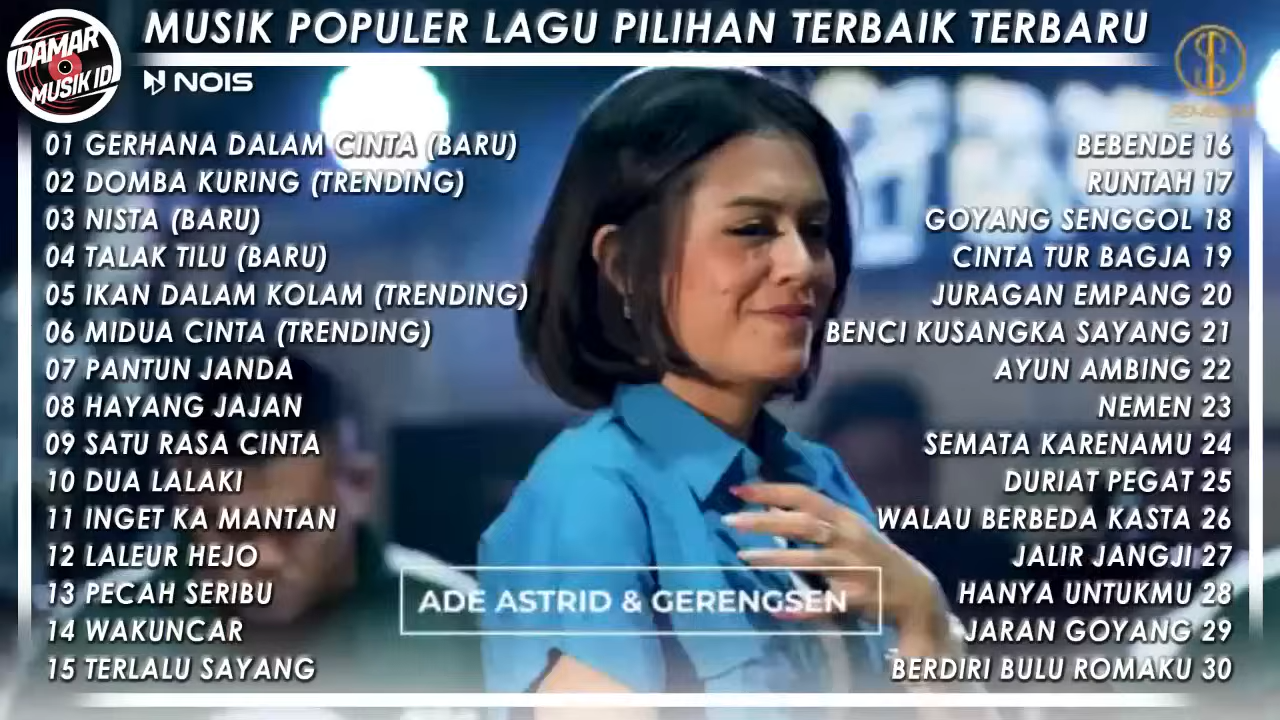 DAMAR
MUSIK ID
MUSIK POPULER LAGU PILIHAN TERBAIK TERBARU
NOIS
01 GERHANA DALAM CINTA (BARU)
02 DOMBA KURING (TRENDING)
03 NISTA (BARU)
04 TALAK TILU (BARU)
05 IKAN DALAM KOLAM (TRENDING)
06 MIDUA CINTA (TRENDING)
07 PANTUN JANDA
08 HAYANG JAJAN
09 SATU RASA CINTA
10 DUA LALAKI
11 INGET KA MANTAN
12 LALEUR HEJO
13 PECAH SERIBU
14 WAKUNCAR
15 TERLALU SAYANG
BEBENDE 16
RUNTAH 17
GOYANG SENGGOL 18
CINTA TUR BAGJA 19
JURAGAN EMPANG 20
BENCI KUSANGKA SAYANG 21
AYUN AMBING 22
NEMEN 23
SEMATA KARENAMU 24
DURIAT PEGAT 25
WALAU BERBEDA KASTA 26
JALIR JANGJI 27
HANYA UNTUKMU 28
JARAN GOYANG 29
BERDIRI BULU ROMAKU 30
ADE ASTRID & GERENGSEN